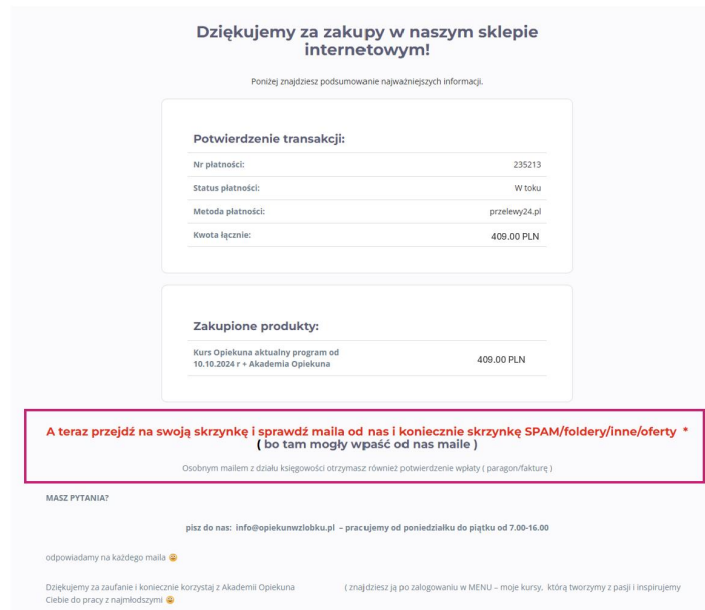 Dziękujemy za zakupy w naszym sklepie
internetowym!
Poniżej znajdziesz podsumowanie najważniejszych informacji.
Potwierdzenie transakcji:
Nr płatności: 235213
Status płatności: W toku
Metoda płatności: przelewy24.pl
Kwota łącznie: 409.00 PLN
Zakupione produkty:
Kurs Opiekuna aktualny program od
10.10.2024 r + Akademia Opiekuna 409.00 PLN
A teraz przejdź na swoją skrzynkę i sprawdź maila od nas i koniecznie skrzynkę SPAM/foldery/inne/oferty *
( bo tam mogły wpaść od nas maile )
Osobnym mailem z działu księgowości otrzymasz również potwierdzenie wpłaty ( paragon/fakturę )
MASZ PYTANIA?
pisz do nas: info@opiekunwzlobku.pl – pracujemy od poniedziałku do piątku od 7.00-16.00
odpowiadamy na każdego maila 😀
Dziękujemy za zaufanie i koniecznie korzystaj z Akademii Opiekuna ( znajdziesz ją po zalogowaniu w MENU – moje kursy, którą tworzymy z pasji i inspirujemy
Ciebie do pracy z najmłodszymi 😀